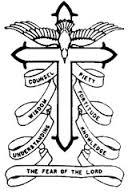 COUNSEL PIETY
WISDOM FORTITUDE
UNDERSTANDING KNOWLEDGE
THE FEAR OF THE LORD